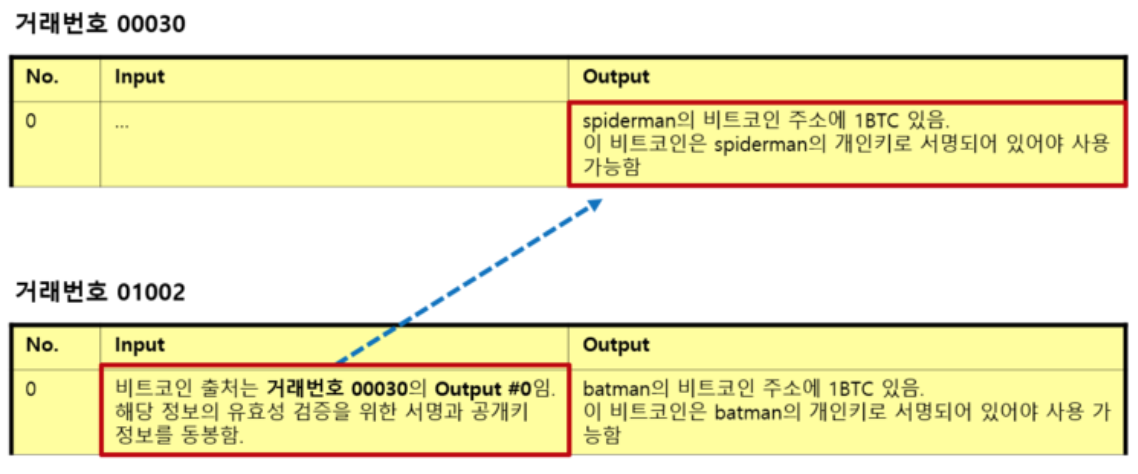 거래번호 00030
No. Input Output
0 ... spiderman의 비트코인 주소에 1BTC 있음.
이 비트코인은 spiderman의 개인키로 서명되어 있어야 사용
가능함
거래번호 01002
No. Input Output
0 비트코인 출처는 거래번호 00030의 Output #0임. batman의 비트코인 주소에 1BTC 있음.
해당 정보의 유효성 검증을 위한 서명과 공개키 이 비트코인은 batman의 개인키로 서명되어 있어야 사용 가
정보를 동봉함. 능함